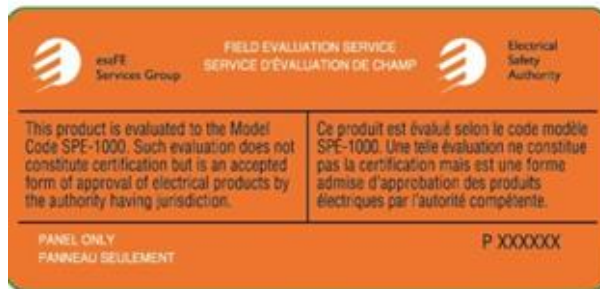 esaFE
Services Group
FIELD EVALUATION SERVICE
SERVICE D'ÉVALUATION DE CHAMP
Electrical
Safety
Authority
This product is evaluated to the Model
Code SPE-1000. Such evaluation does not
constitute certification but is an accepted
form of approval of electrical products by
the authority having jurisdiction.
Ce produit est évalué selon le code modèle
SPE-1000. Une telle évaluation ne constitue
pas la certification mais est une forme
admise d'approbation des produits
électriques par l'autorité compétente.
PANEL ONLY
PANNEAU SEULEMENT
P XXXXXX